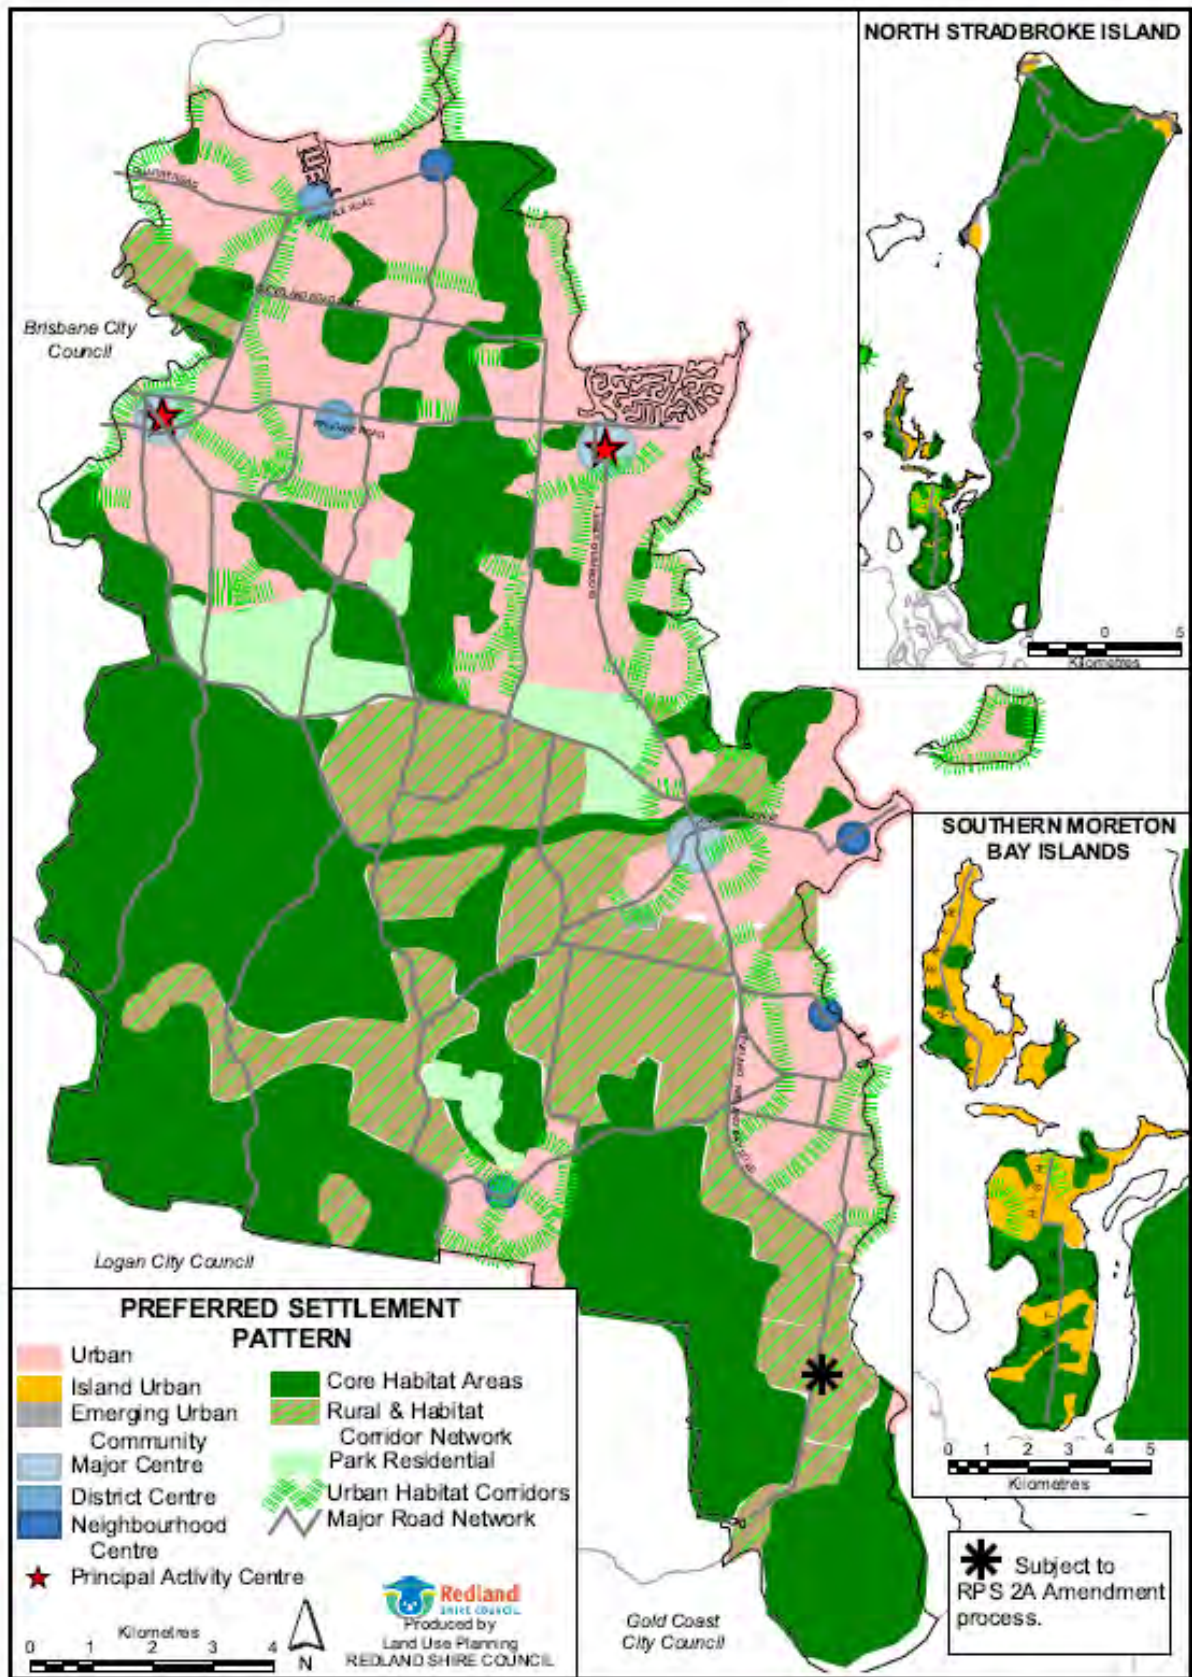 NORTH STRADBROKE ISLAND
0 5
Kilometres
Brisbane City
Council
SOUTHERN MORETON
BAY ISLANDS
0 1 2 3 4 5
Kilometres
Logan City Council
PREFERRED SETTLEMENT
PATTERN
Urban
Island Urban
Emerging Urban
Community
Major Centre
District Centre
Neighbourhood
Centre
Principal Activity Centre
Core Habitat Areas
Rural & Habitat
Corridor Network
Park Residential
Urban Habitat Corridors
Major Road Network
Kilometres
0 1 2 3 4
N
Redland
SHIRE COUNCIL
Produced by
Land Use Planning
REDLAND SHIRE COUNCIL
Gold Coast
City Council
Subject to
RPS 2A Amendment
process.